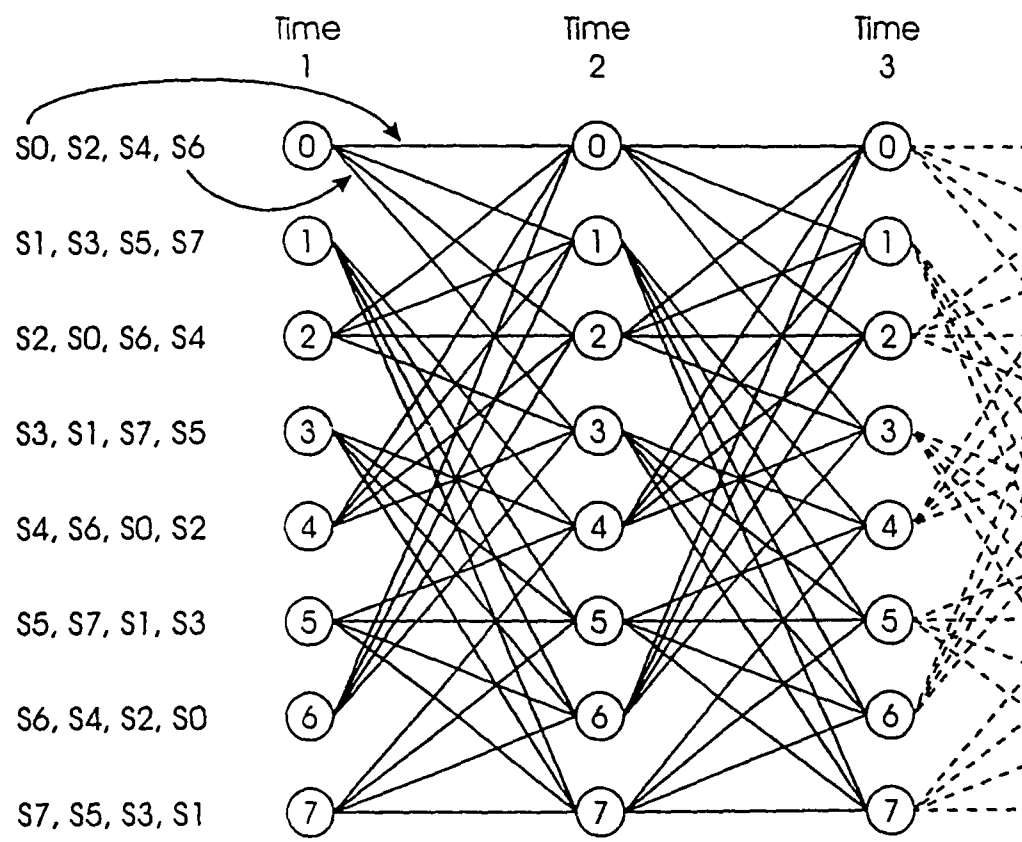 Time Time Time
1 2 3
S0, S2, S4, S6 0 0 0
S1, S3, S5, S7 1 1 1
S2, S0, S6, S4 2 2 2
S3, S1, S7, S5 3 3 3
S4, S6, S0, S2 4 4 4
S5, S7, S1, S3 5 5 5
S6, S4, S2, S0 6 6 6
S7, S5, S3, S1 7 7 7